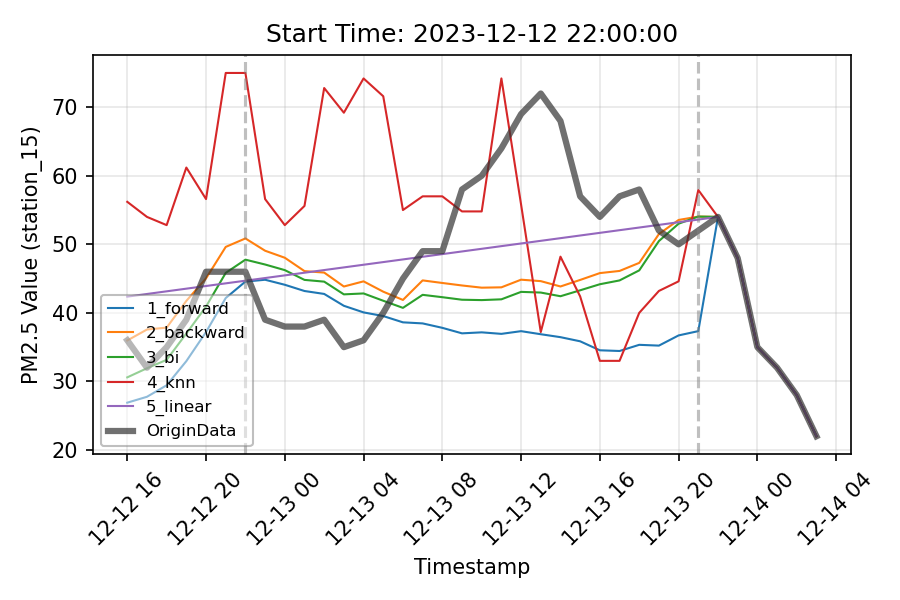 Start Time: 2023-12-12 22:00:00
PM2.5 Value (station_15)
70
60
50
40
30
20
1_forward
2_backward
3_bi
4_knn
5_linear
OriginData
12-12 16
12-12 20
12-13 00
12-13 04
12-13 08
12-13 12
12-13 16
12-13 20
12-14 00
12-14 04
Timestamp